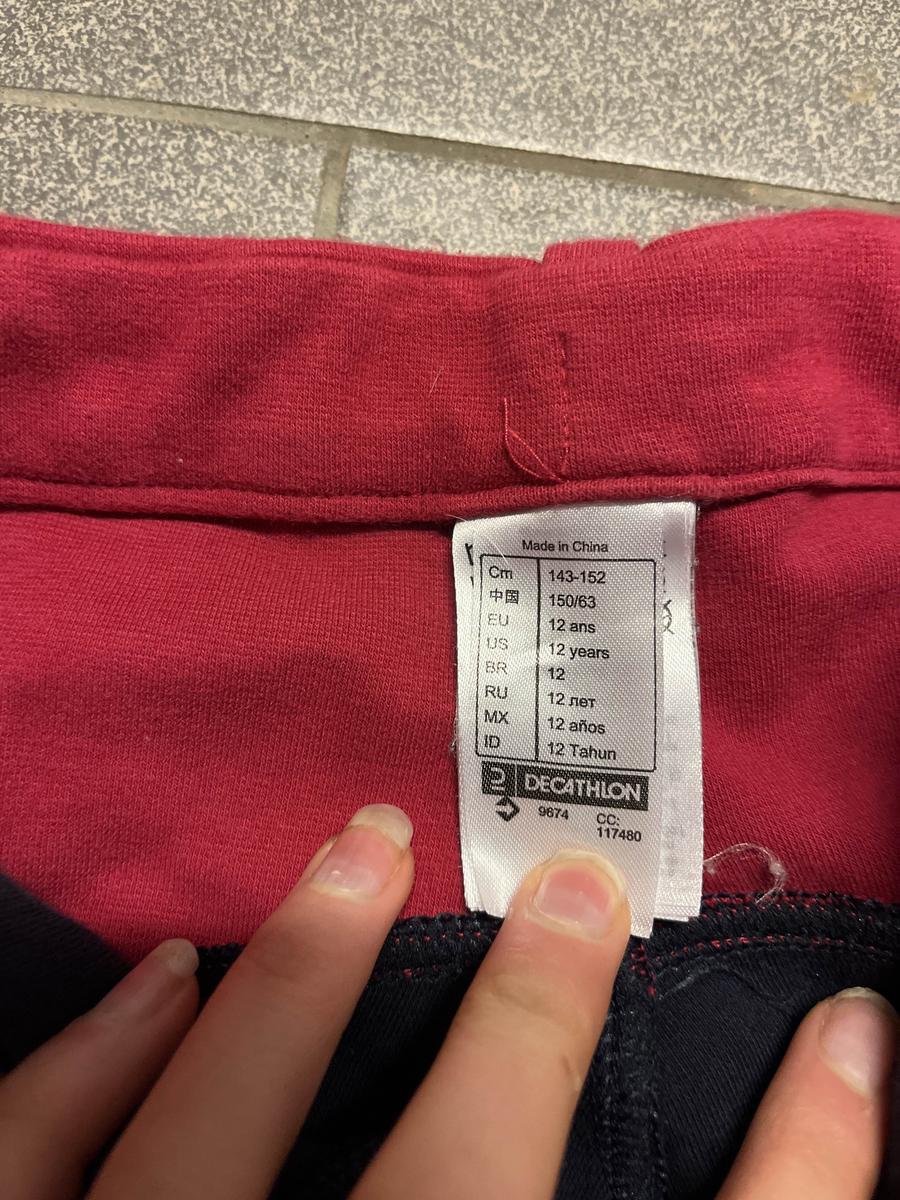 Made in China
Cm 143-152
中国 150/63
EU 12 ans
US 12 years
BR 12
RU 12 лет
MX 12 años
ID 12 Tahun
DECATHLON
9674 CC:
117480